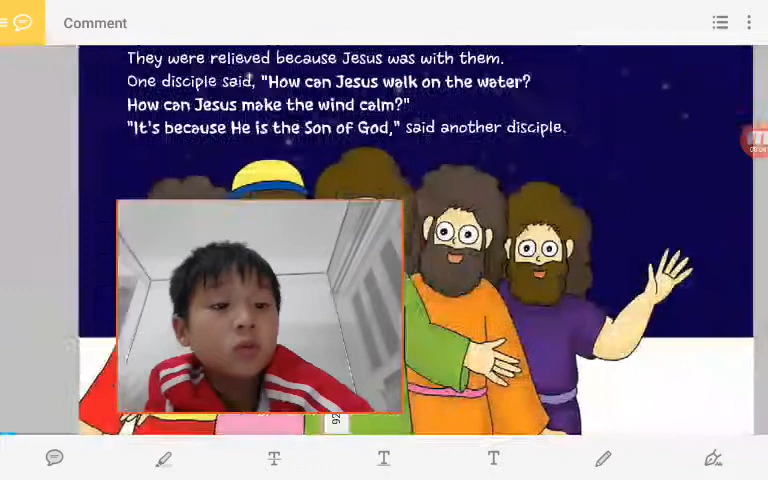 Comment
They were relieved because Jesus was with them.
One disciple said, "How can Jesus walk on the water?
How can Jesus make the wind calm?"
"It's because He is the Son of God," said another disciple.
92
T
T
T